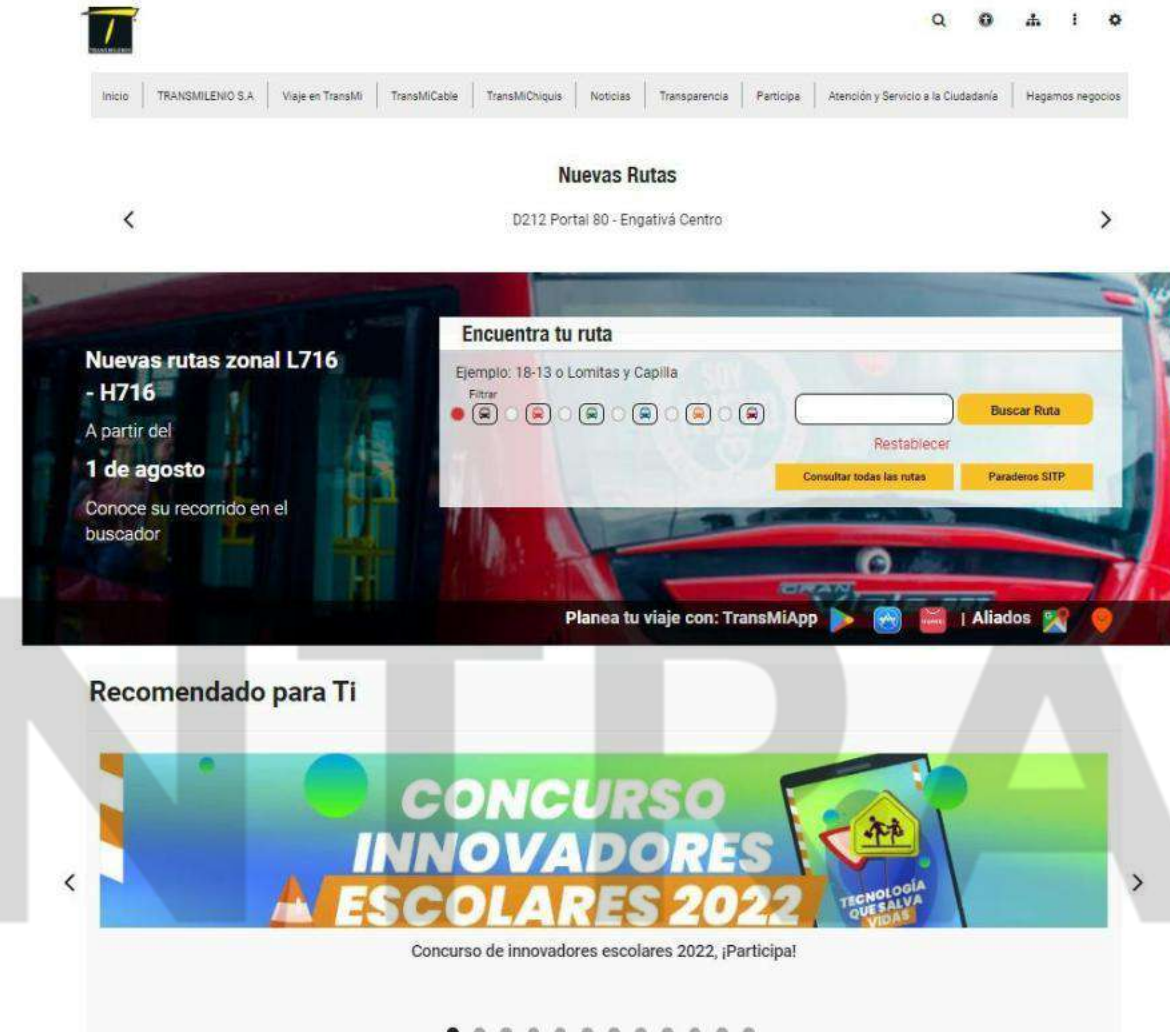 TRANSMILENIO
Inicio
TRANSMILENIO S.A
Viaje en TransMi
TransMiCable
TransMiChiquis
Noticias
Transparencia
Participa
Atención y Servicio a la Ciudadanía
Hagamos negocios
Nuevas Rutas
D212 Portal 80 - Engativá Centro
Nuevas rutas zonal L716
- H716
A partir del
1 de agosto
Conoce su recorrido en el
buscador
Encuentra tu ruta
Ejemplo: 18-13 o Lomitas y Capilla
Filtrar
Buscar Ruta
Restablecer
Consultar todas las rutas
Paraderos SITP
SOY
GRAN
Planea tu viaje con: TransMiApp
| Aliados
Recomendado para Ti
CONCURSO
INNOVADORES
ESCOLARES 2022
TECNOLOGÍA
QUE SALVA
VIDAS
Concurso de innovadores escolares 2022, ¡Participa!
NTRA